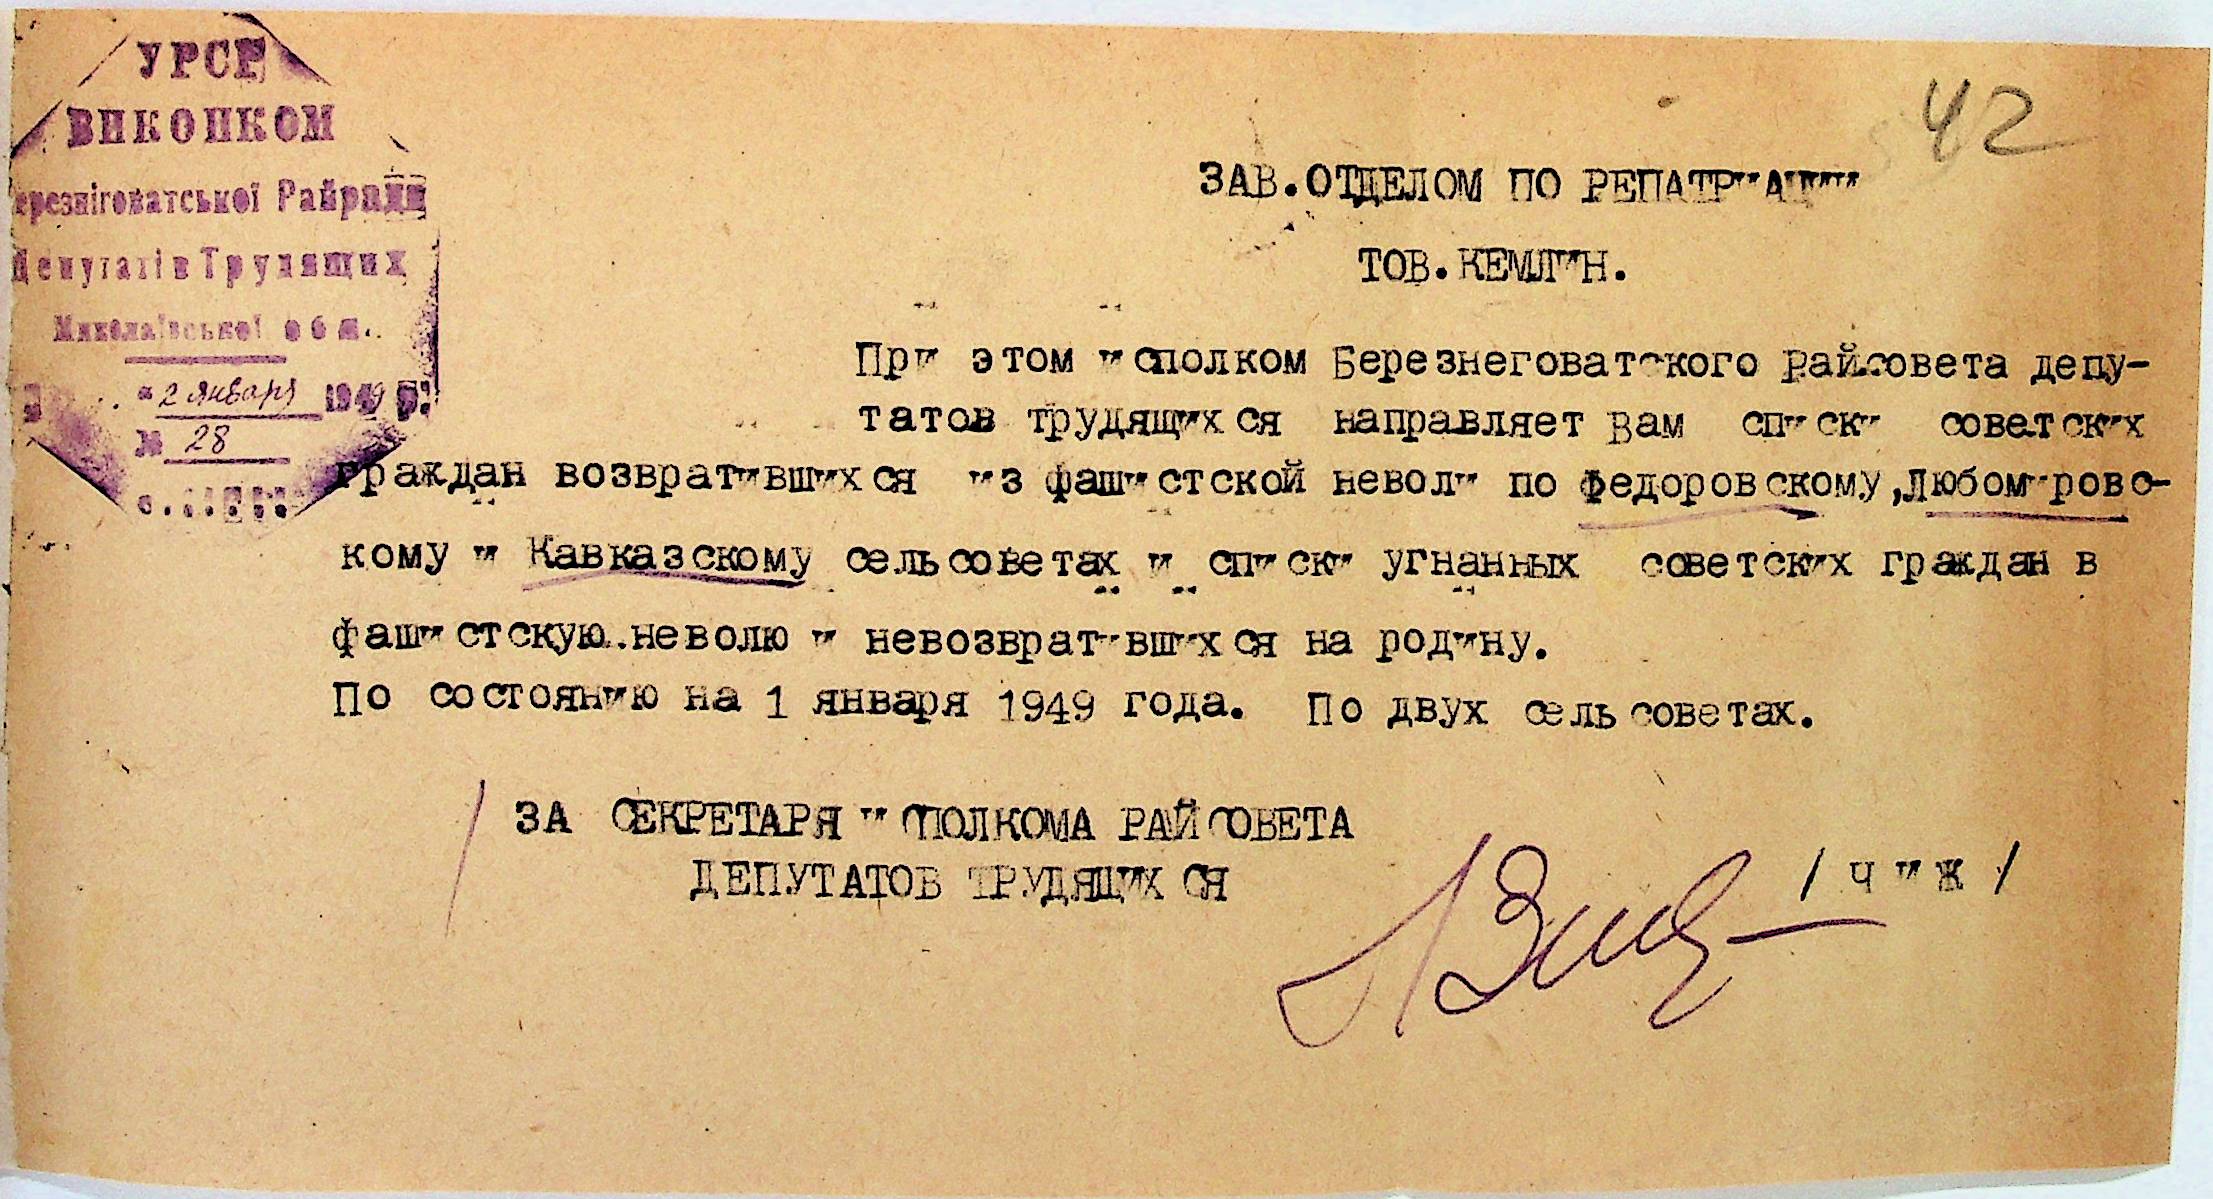 УРСР
ВИКОНКОМ
ерезніговатської Райради
Депутатів Трудящих
Миколаївської обл.
"2 января 1949 р.
№ 28
42
ЗАВ.ОТДЕЛОМ ПО РЕПАТРИАЦИИ
ТОВ.КЕМЛИН.
При этом исполком Березнеговатского райсовета депу-
татов трудящихся направляет Вам списки советских
граждан возвратившихся из фашистской неволи по Федоровскому,Любомировс-
кому и Кавказскому сельсоветах и списки угнанных советских граждан в
фашистскую неволю и невозвратившихся на родину.
По состоянию на 1 января 1949 года. По двух сельсоветах.
ЗА СЕКРЕТАРЯ ИСПОЛКОМА РАЙСОВЕТА
ДЕПУТАТОВ ТРУДЯЩИХСЯ
/ Чиж /